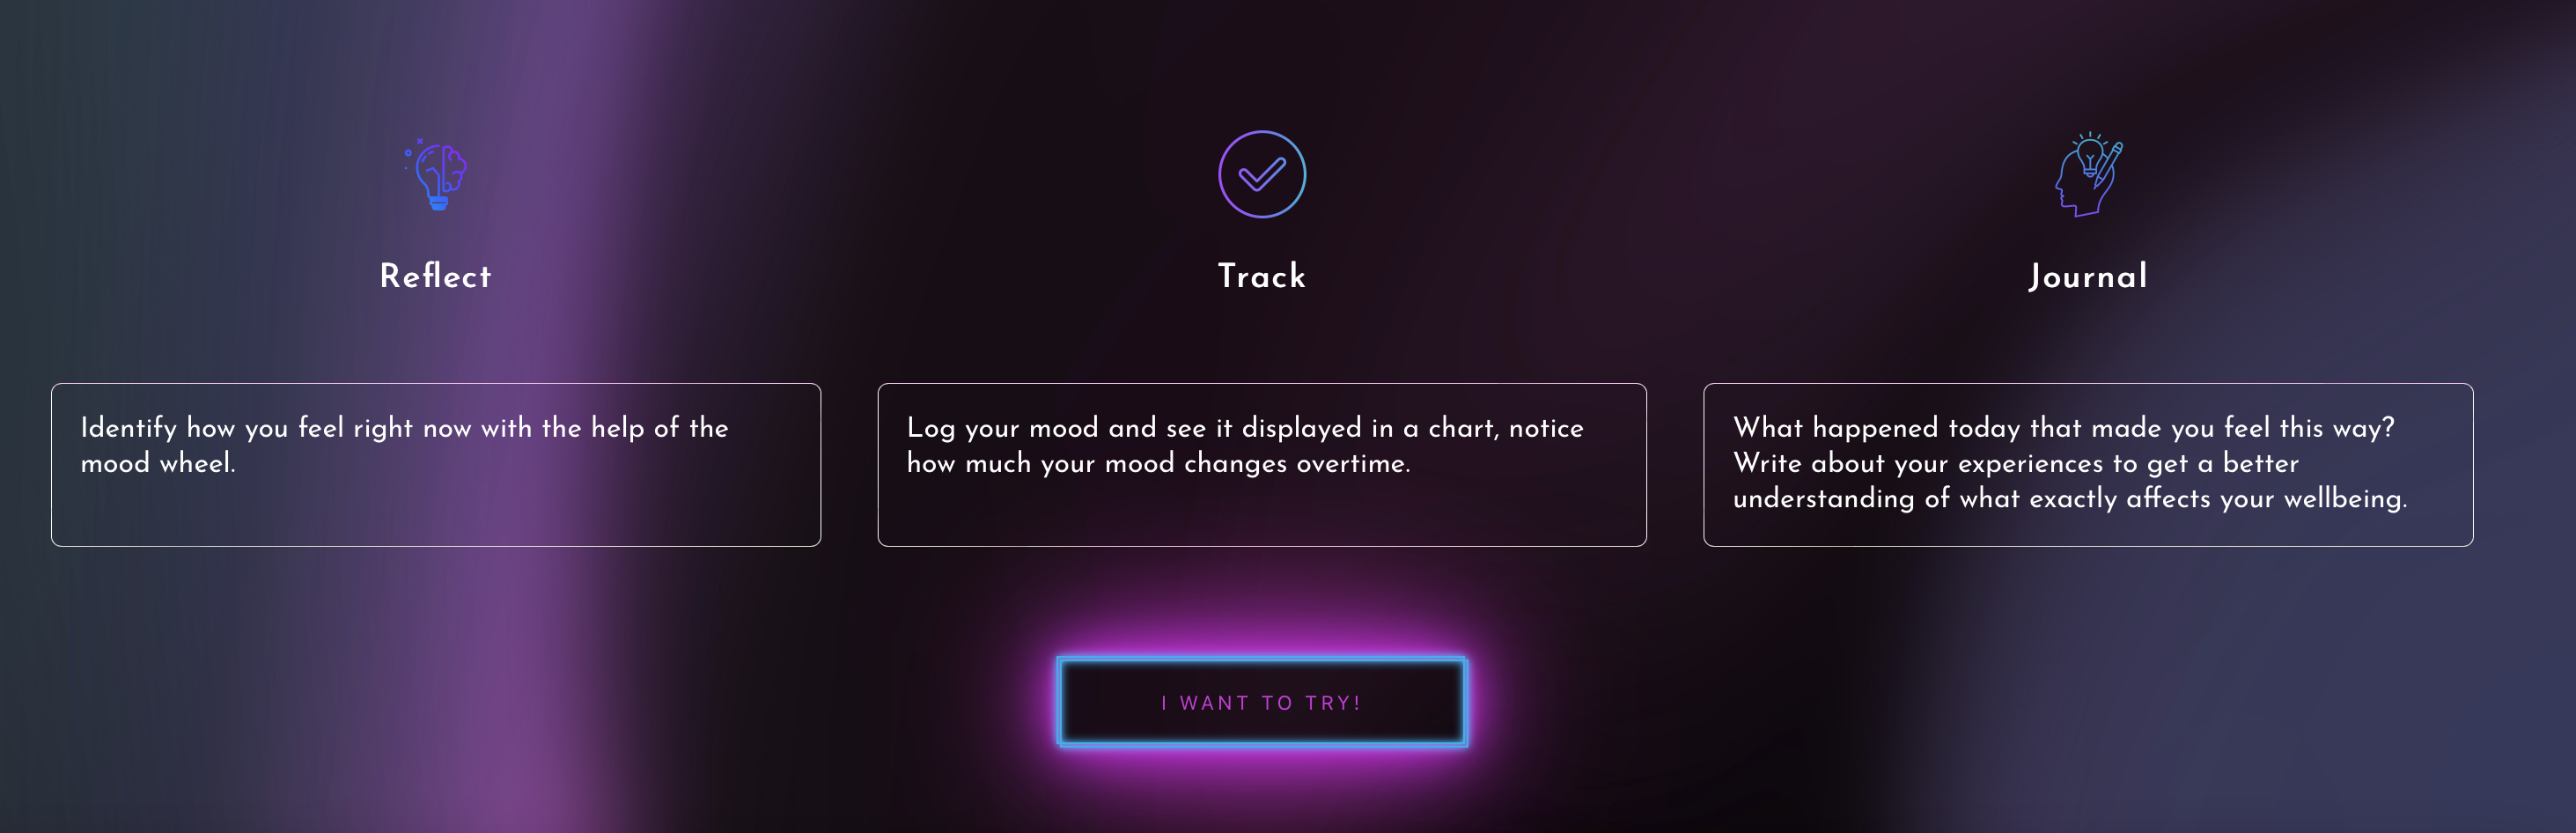 Reflect
Track
Journal
Identify how you feel right now with the help of the
mood wheel.
Log your mood and see it displayed in a chart, notice
how much your mood changes overtime.
What happened today that made you feel this way?
Write about your experiences to get a better
understanding of what exactly affects your wellbeing.
I WANT TO TRY!